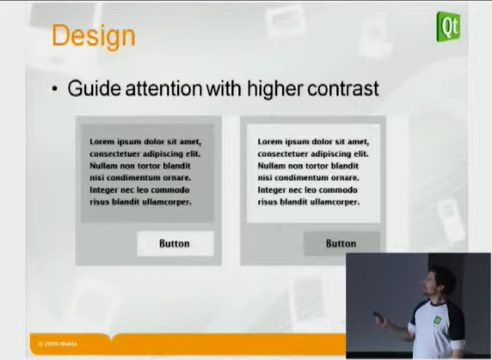 Design
Qt
• Guide attention with higher contrast
Lorem ipsum dolor sit amet,
consectetuer adipiscing elit.
Nullam non tortor blandit
nisi condimentum ornare.
Integer nec leo commodo
risus blandit ullamcorper.
Button
Lorem ipsum dolor sit amet,
consectetuer adipiscing elit.
Nullam non tortor blandit
nisi condimentum ornare.
Integer nec leo commodo
risus blandit ullamcorper.
Button